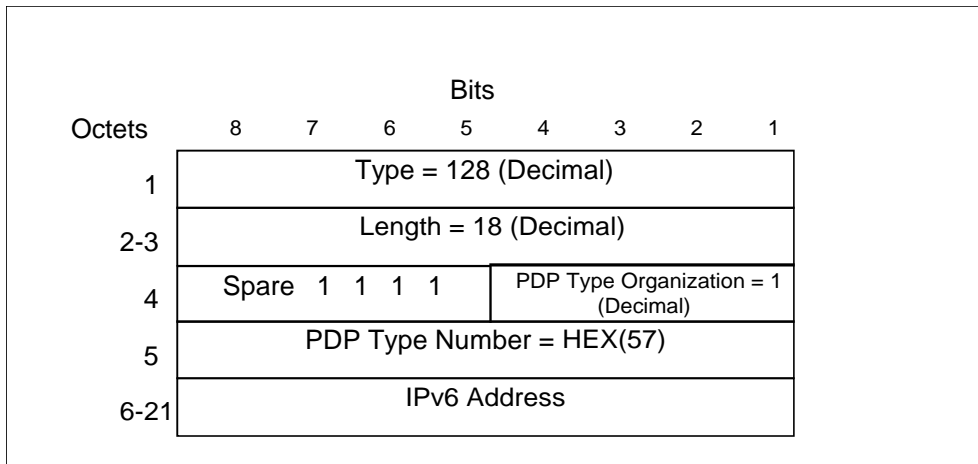 Bits
Octets 8 7 6 5 4 3 2 1
1 Type = 128 (Decimal)
2-3 Length = 18 (Decimal)
4 Spare 1 1 1 1 PDP Type Organization = 1
(Decimal)
5 PDP Type Number = HEX(57)
6-21 IPv6 Address